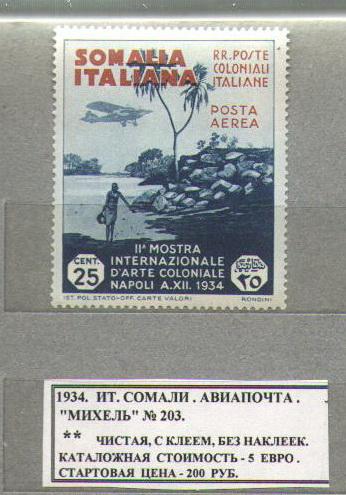 SOMALIA
ITALIANA
R.R. POSTE
COLONIALI
ITALIANE
POSTA
AEREA
IIª MOSTRA
INTERNAZIONALE
D'ARTE COLONIALE
NAPOLI A.XII. 1934
CENT.
25
٢٥
IST. POL. STATO-OFF. CARTE VALORI
RONDINI
1934. ИТ. СОМАЛИ . АВИАПОЧТА .
"МИХЕЛЬ" № 203.
** ЧИСТАЯ, С КЛЕЕМ, БЕЗ НАКЛЕЕК.
КАТАЛОЖНАЯ СТОИМОСТЬ - 5 ЕВРО .
СТАРТОВАЯ ЦЕНА - 200 РУБ.